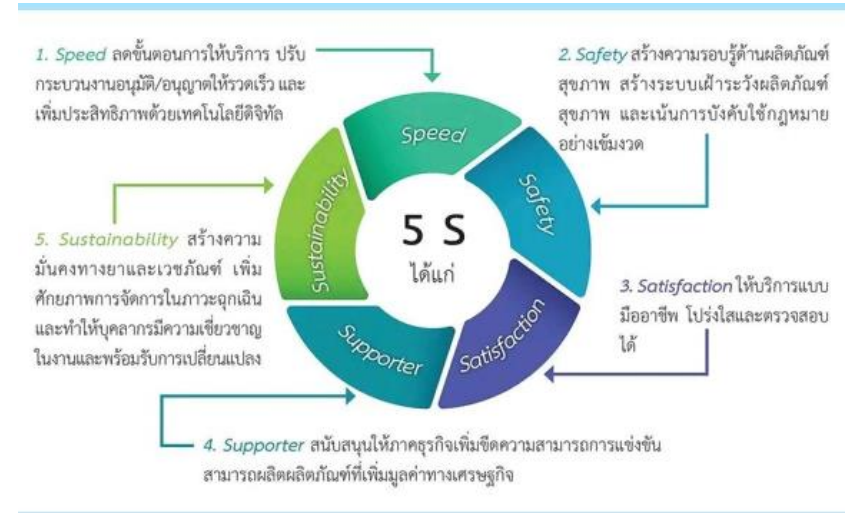 1. Speed ลดขั้นตอนการให้บริการ ปรับ
กระบวนงานอนุมัติ/อนุญาตให้รวดเร็ว และ
เพิ่มประสิทธิภาพด้วยเทคโนโลยีดิจิทัล
2. Safety สร้างความรอบรู้ด้านผลิตภัณฑ์
สุขภาพ สร้างระบบเฝ้าระวังผลิตภัณฑ์
สุขภาพ และเน้นการบังคับใช้กฎหมาย
อย่างเข้มงวด
Speed
Safety
Satisfaction
Supporter
Sustainability
5 S
ได้แก่
3. Satisfaction ให้บริการแบบ
มืออาชีพ โปร่งใสและตรวจสอบ
ได้
4. Supporter สนับสนุนให้ภาคธุรกิจเพิ่มขีดความสามารถการแข่งขัน
สามารถผลิตผลิตภัณฑ์ที่เพิ่มมูลค่าทางเศรษฐกิจ
5. Sustainability สร้างความ
มั่นคงทางยาและเวชภัณฑ์ เพิ่ม
ศักยภาพการจัดการในภาวะฉุกเฉิน
และทำให้บุคลากรมีความเชี่ยวชาญ
ในงานและพร้อมรับการเปลี่ยนแปลง